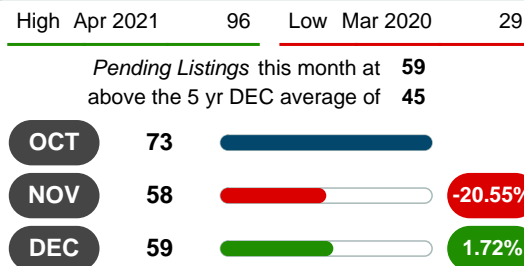 High Apr 2021 96 Low Mar 2020 29
Pending Listings this month at 59
above the 5 yr DEC average of 45
OCT 73
NOV 58 -20.55%
DEC 59 1.72%